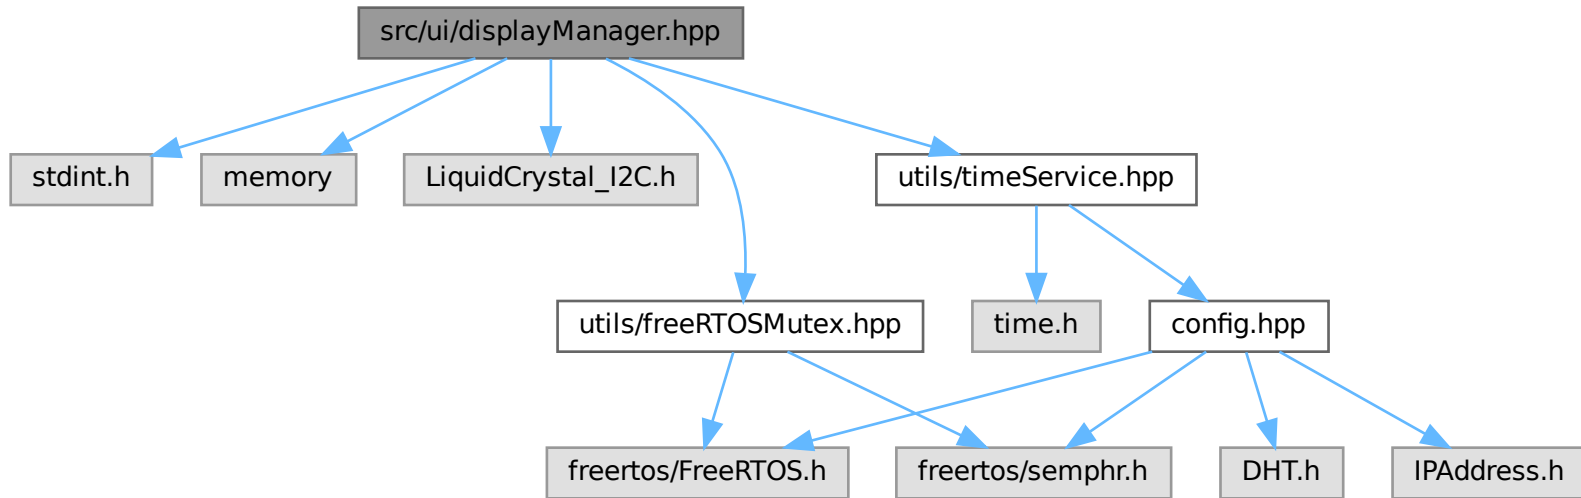 src/ui/displayManager.hpp
stdint.h
memory
LiquidCrystal_I2C.h
utils/timeService.hpp
utils/freeRTOSMutex.hpp
time.h
config.hpp
freertos/FreeRTOS.h
freertos/semphr.h
DHT.h
IPAddress.h